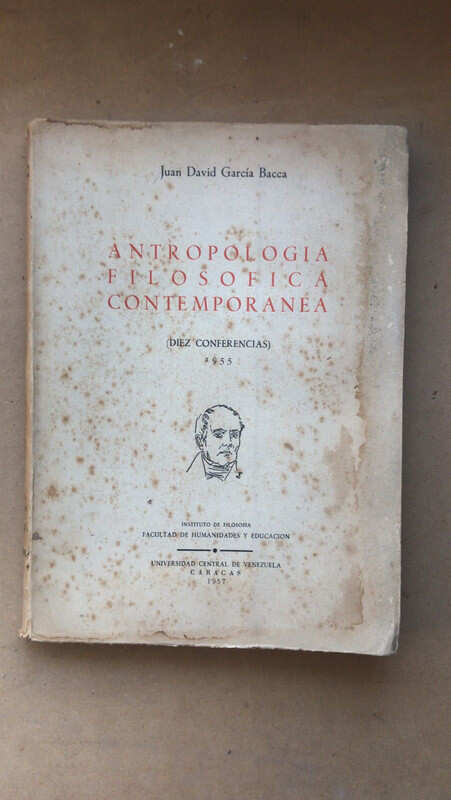 Juan David García Bacca
ANTROPOLOGIA
FILOSOFICA
CONTEMPORANEA
(DIEZ CONFERENCIAS)
1955
INSTITUTO DE FILOSOFIA
FACULTAD DE HUMANIDADES Y EDUCACION
UNIVERSIDAD CENTRAL DE VENEZUELA
CARACAS
1957